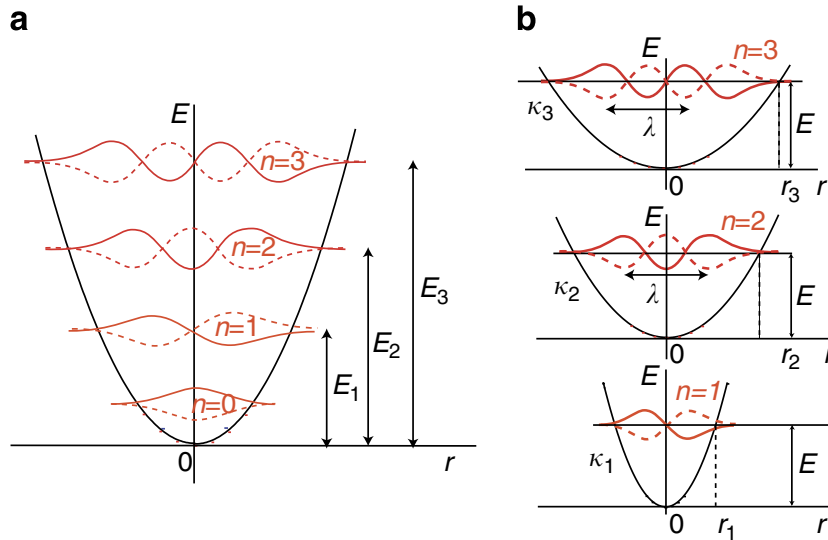 a
E
n=3
n=2
n=1
n=0
E₁
E₂
E₃
0
r
b
E
n=3
κ₃
λ
E
0
r₃
r
E
n=2
κ₂
λ
E
0
r₂
r
E
n=1
κ₁
E
0
r₁
r